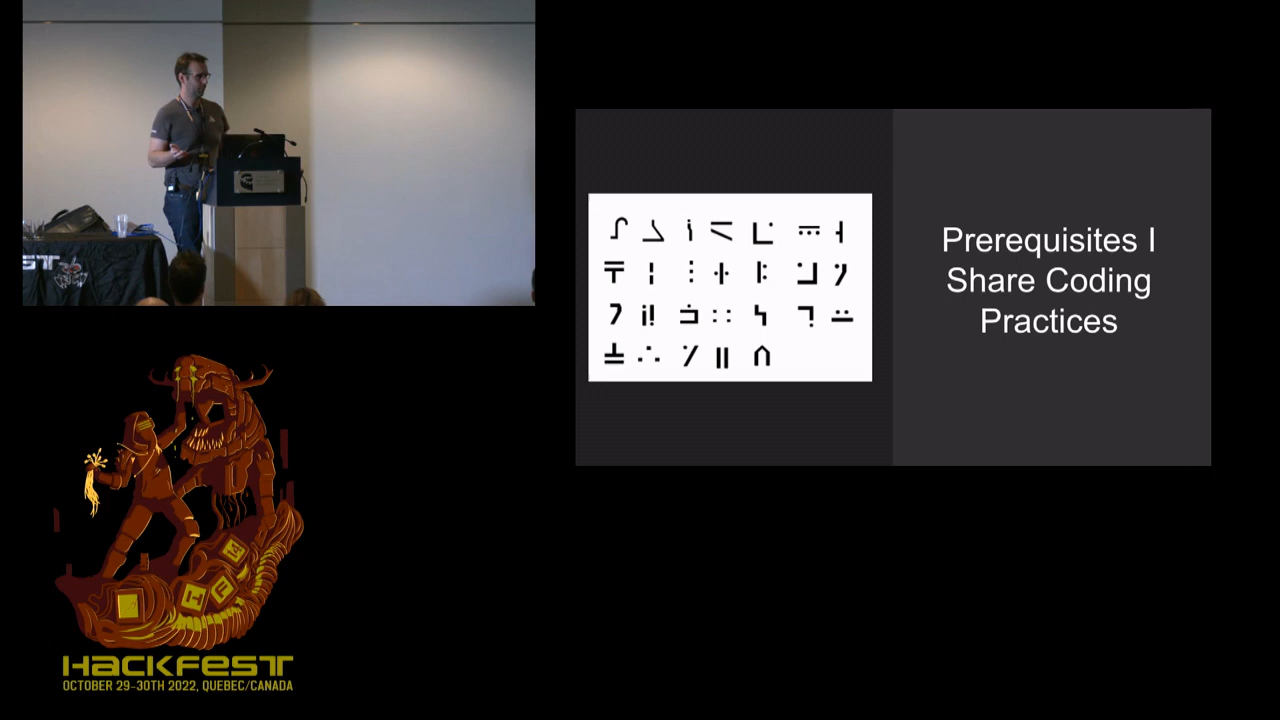 Prerequisites I
Share Coding
Practices
HACKFEST
OCTOBER 29-30TH 2022, QUEBEC/CANADA